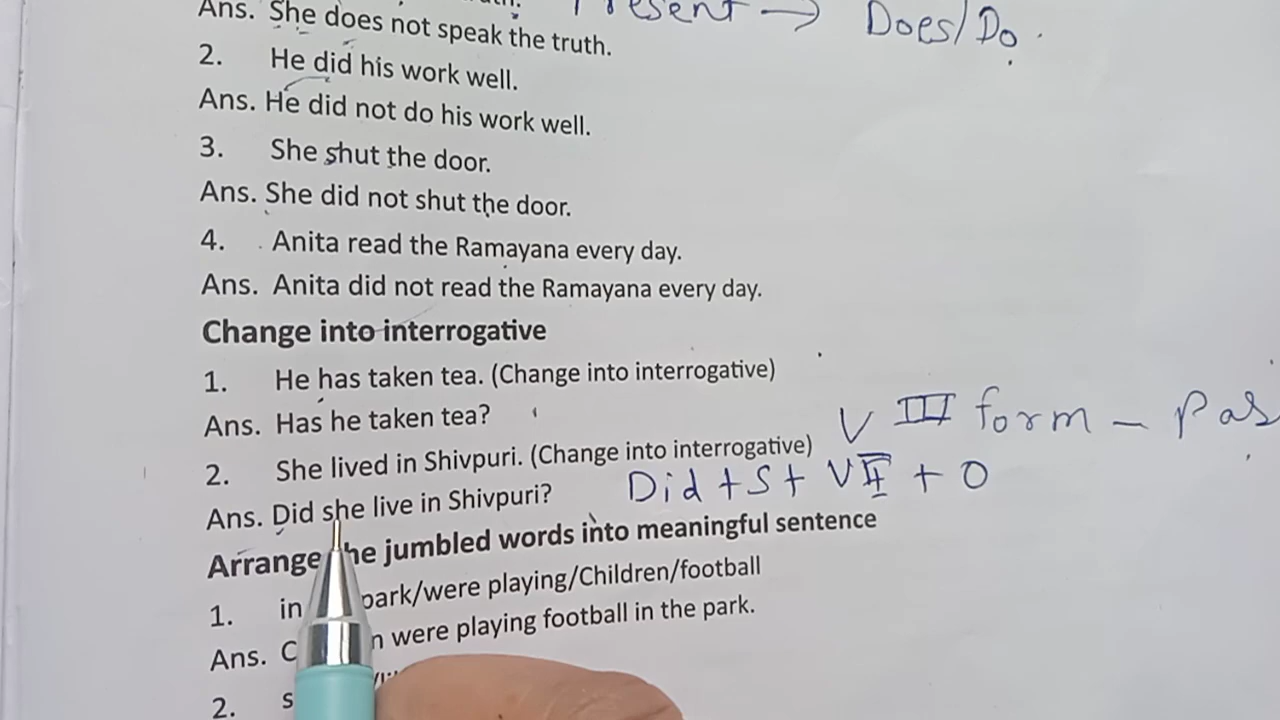 Present → Does/Do.
Ans. She does not speak the truth.
2. He did his work well.
Ans. He did not do his work well.
3. She shut the door.
Ans. She did not shut the door.
4. Anita read the Ramayana every day.
Ans. Anita did not read the Ramayana every day.
Change into interrogative
1. He has taken tea. (Change into interrogative)
Ans. Has he taken tea?
V III form - Pas
2. She lived in Shivpuri. (Change into interrogative)
Ans. Did she live in Shivpuri? Did + S + V I + O
Arrange he jumbled words into meaningful sentence
1. in park/were playing/Children/football
Ans. were playing football in the park.
2.